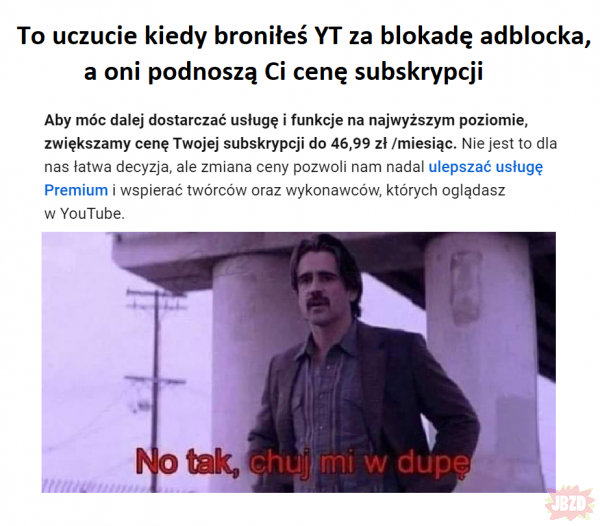 To uczucie kiedy broniłeś YT za blokadę adblocka,
a oni podnoszą Ci cenę subskrypcji
Aby móc dalej dostarczać usługę i funkcje na najwyższym poziomie,
zwiększamy cenę Twojej subskrypcji do 46,99 zł /miesiąc. Nie jest to dla
nas łatwa decyzja, ale zmiana ceny pozwoli nam nadal ulepszać usługę
Premium i wspierać twórców oraz wykonawców, których oglądasz
w YouTube.
No tak, chuj mi w dupę
JBZD